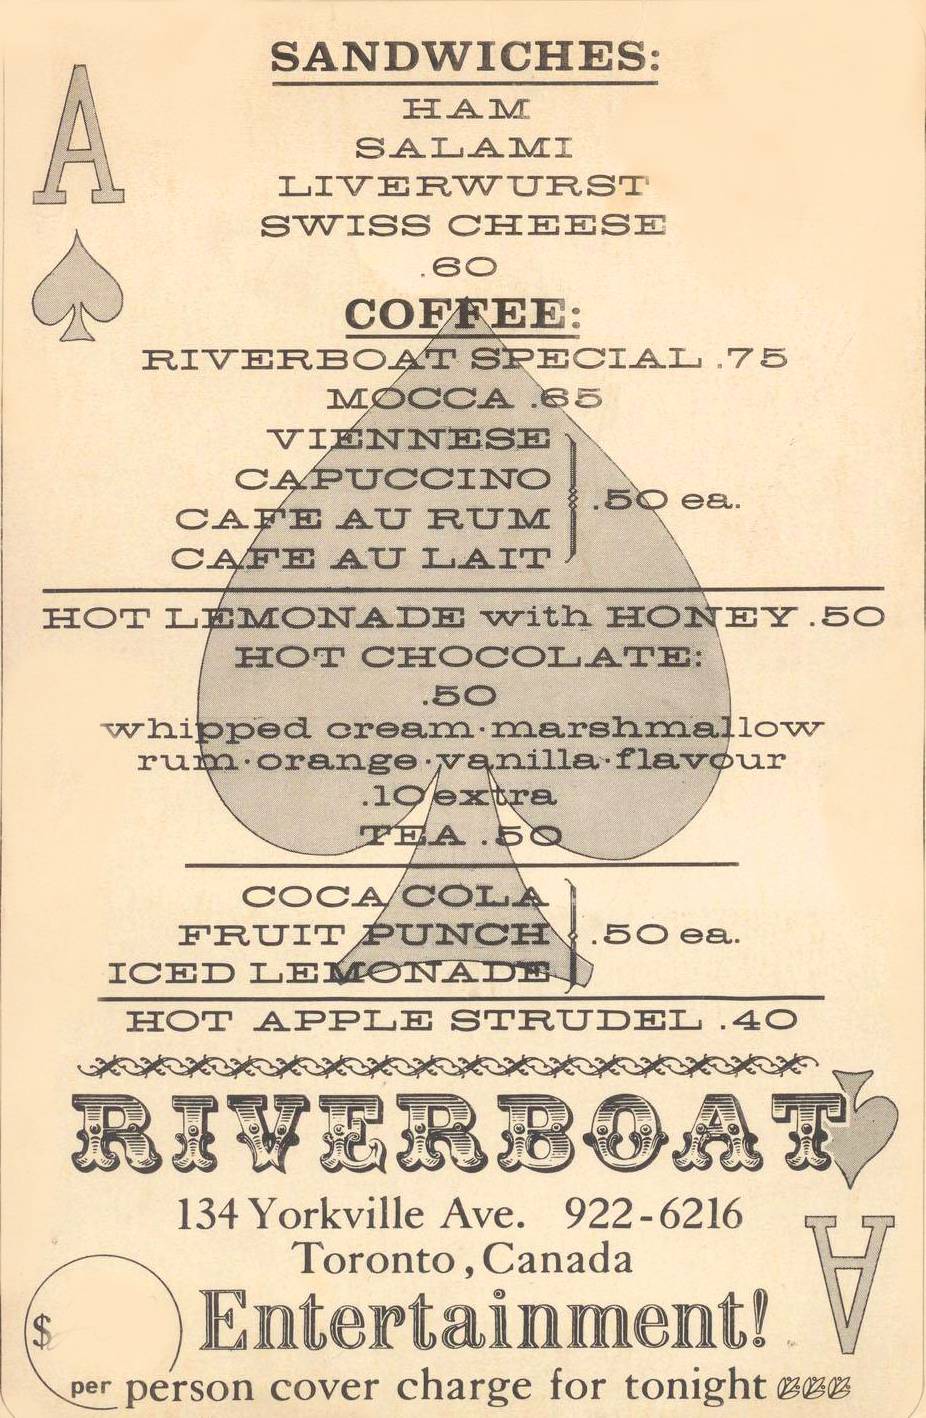 A
SANDWICHES:
HAM
SALAMI
LIVERWURST
SWISS CHEESE
.60
COFFEE:
RIVERBOAT SPECIAL .75
MOCCA .65
VIENNESE
CAPUCCINO
CAFE AU RUM
CAFE AU LAIT
.50 ea.
HOT LEMONADE with HONEY .50
HOT CHOCOLATE:
.50
whipped cream·marshmallow
rum·orange·vanilla·flavour
.10 extra
TEA .50
COCA COLA
FRUIT PUNCH
ICED LEMONADE
.50 ea.
HOT APPLE STRUDEL .40
RIVERBOAT
134 Yorkville Ave. 922-6216
Toronto, Canada
A
Entertainment!
$
per person cover charge for tonight